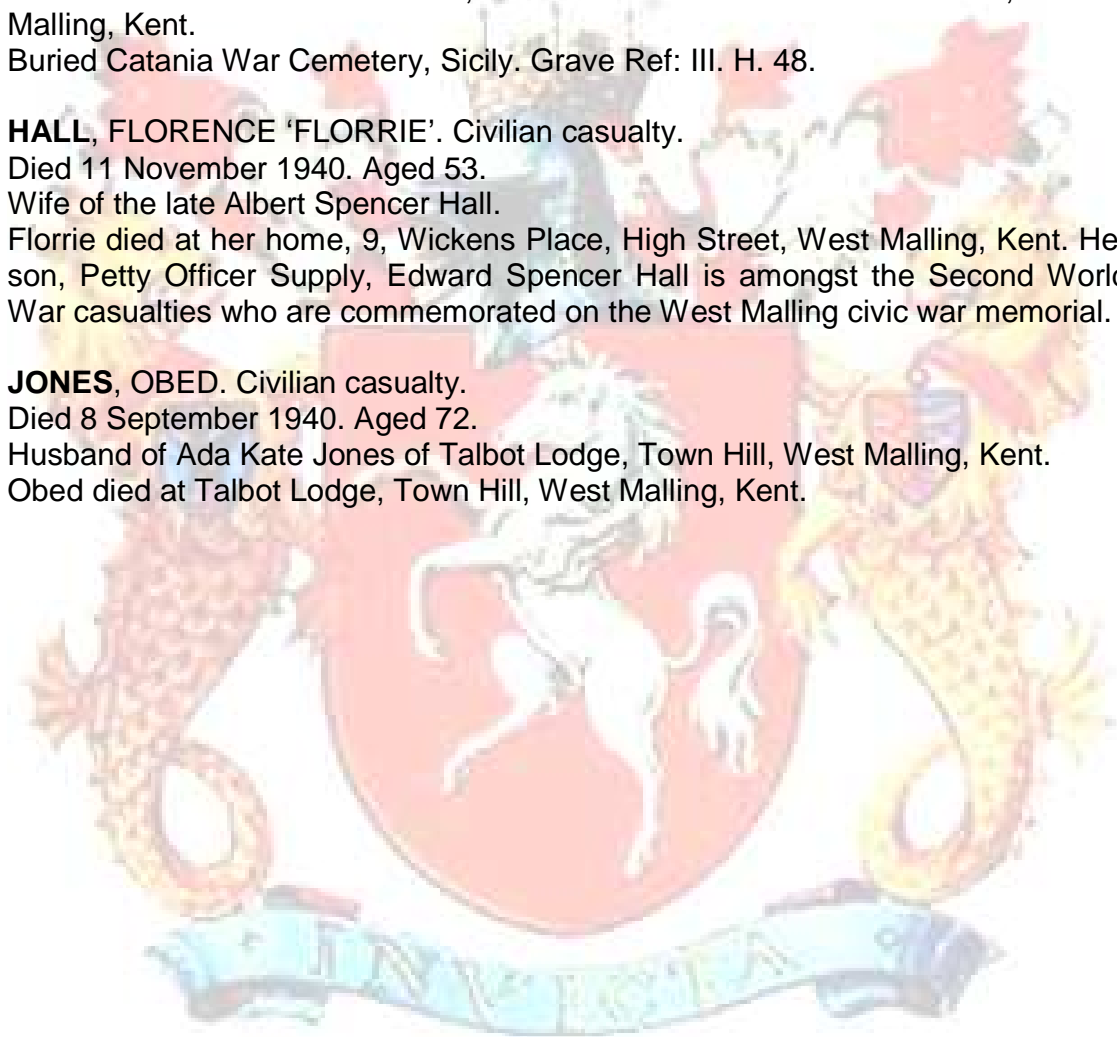 Malling, Kent.
Buried Catania War Cemetery, Sicily. Grave Ref: III. H. 48.
HALL, FLORENCE ‘FLORRIE’. Civilian casualty.
Died 11 November 1940. Aged 53.
Wife of the late Albert Spencer Hall.
Florrie died at her home, 9, Wickens Place, High Street, West Malling, Kent. He
son, Petty Officer Supply, Edward Spencer Hall is amongst the Second Worl
War casualties who are commemorated on the West Malling civic war memorial.
JONES, OBED. Civilian casualty.
Died 8 September 1940. Aged 72.
Husband of Ada Kate Jones of Talbot Lodge, Town Hill, West Malling, Kent.
Obed died at Talbot Lodge, Town Hill, West Malling, Kent.
INVICTA